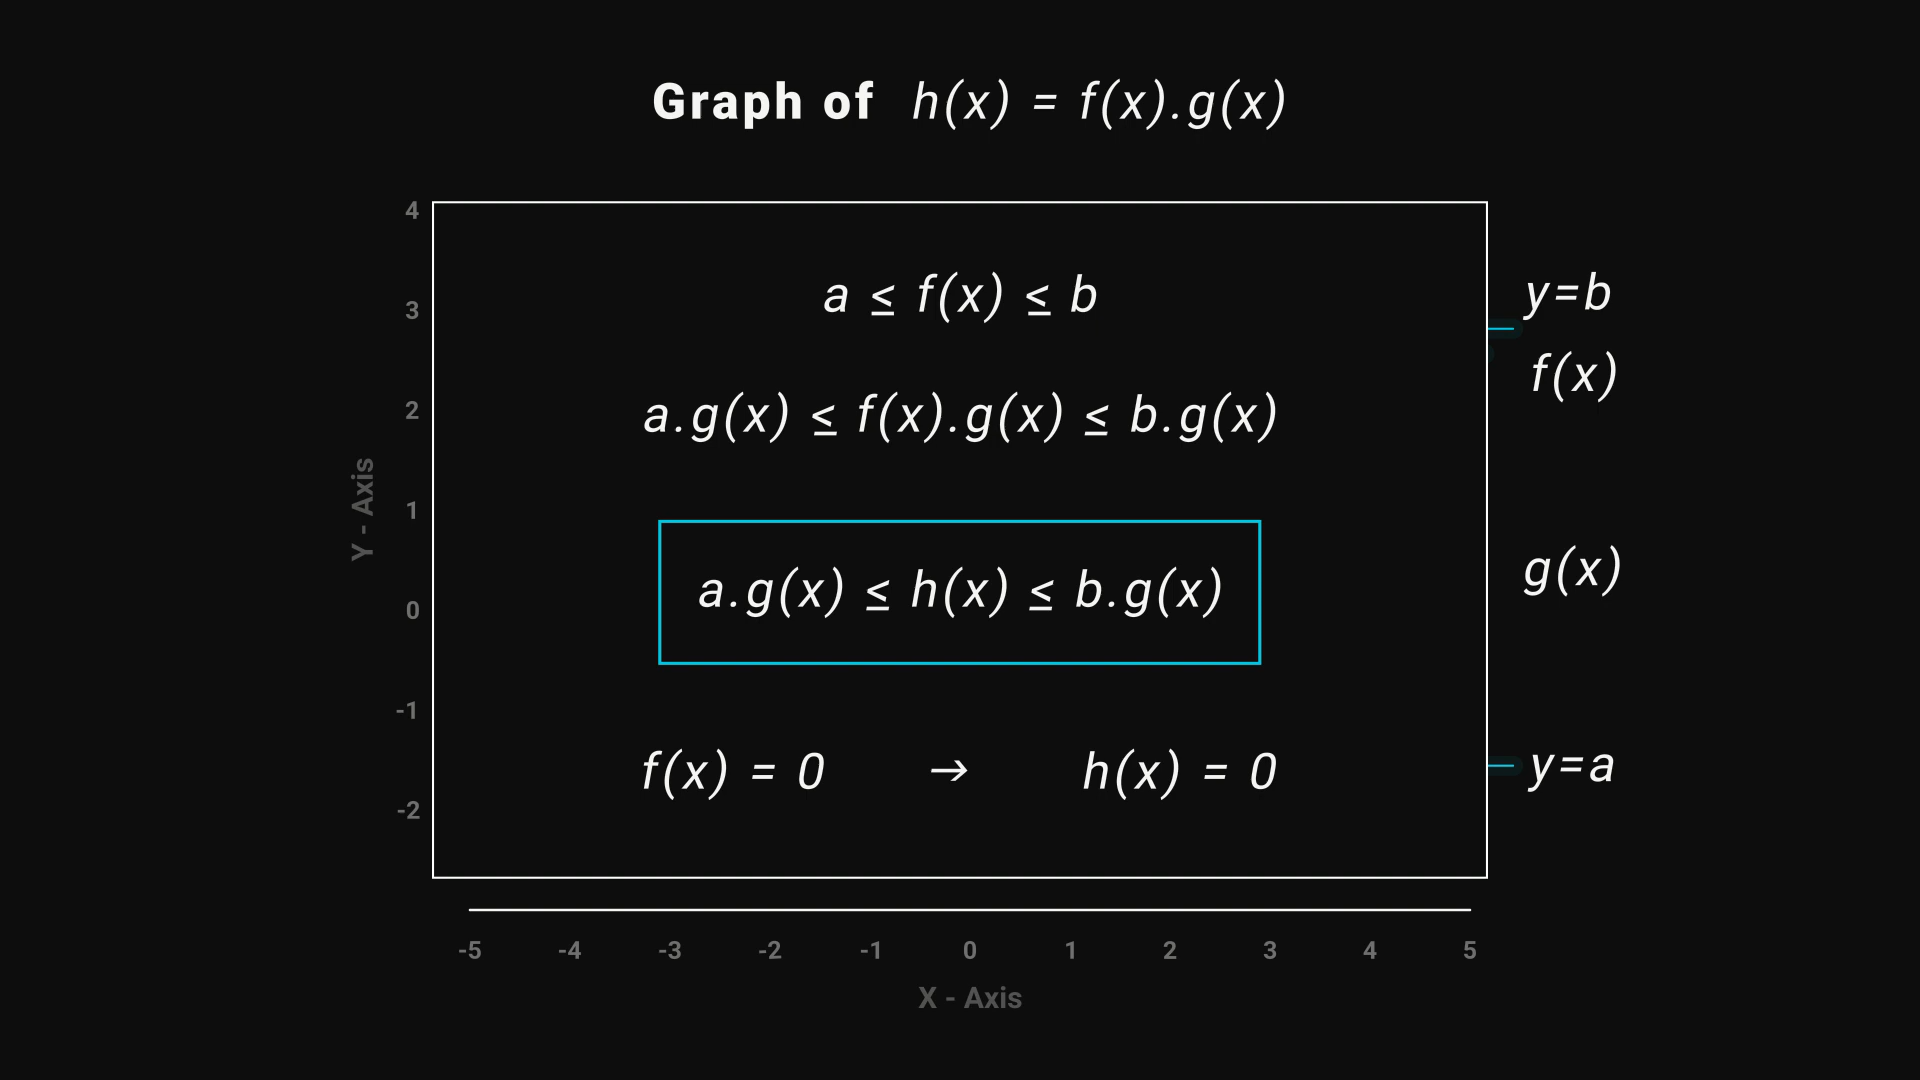 Graph of h(x) = f(x).g(x)
4
3
2
1
0
-1
-2
Y - Axis
a ≤ f(x) ≤ b
a.g(x) ≤ f(x).g(x) ≤ b.g(x)
a.g(x) ≤ h(x) ≤ b.g(x)
f(x) = 0 → h(x) = 0
y=b
f(x)
g(x)
y=a
-5 -4 -3 -2 -1 0 1 2 3 4 5
X - Axis